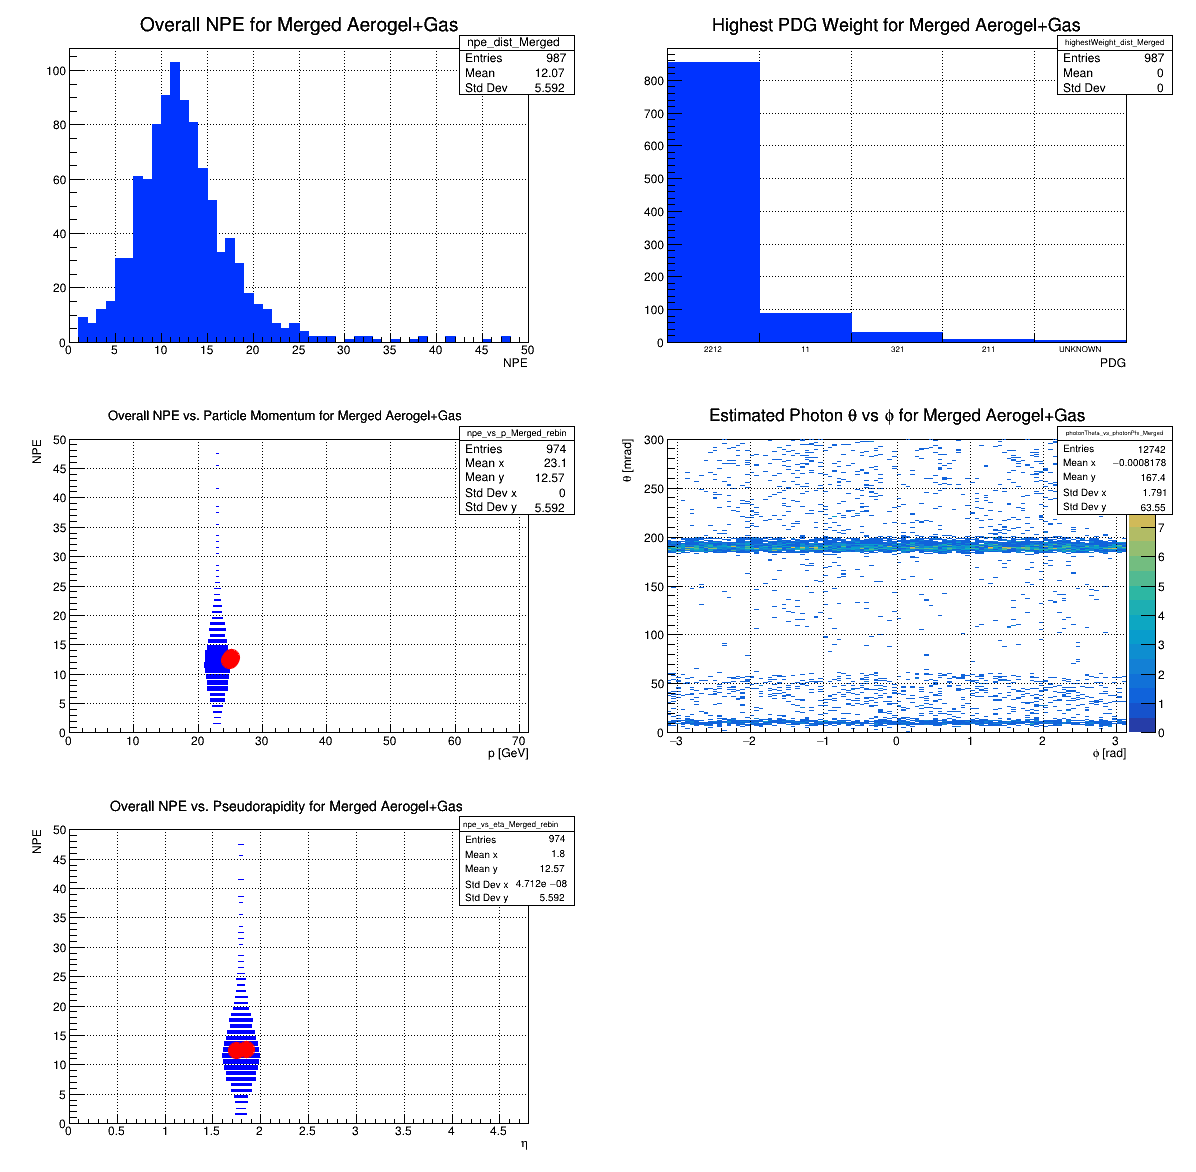 Overall NPE for Merged Aerogel+Gas
npe_dist_Merged
Entries 987
Mean 12.07
Std Dev 5.592
100
80
60
40
20
0
0 5 10 15 20 25 30 35 40 45 50
NPE
Highest PDG Weight for Merged Aerogel+Gas
highestWeight_dist_Merged
Entries 987
Mean 0
Std Dev 0
800
700
600
500
400
300
200
100
0
2212 11 321 211 UNKNOWN
PDG
Overall NPE vs. Particle Momentum for Merged Aerogel+Gas
npe_vs_p_Merged_rebin
Entries 974
Mean x 23.1
Mean y 12.57
Std Dev x 0
Std Dev y 5.592
NPE
50
45
40
35
30
25
20
15
10
5
0
0 10 20 30 40 50 60 70
p [GeV]
Estimated Photon θ vs ϕ for Merged Aerogel+Gas
photonTheta_vs_photonPhi_Merged
Entries 12742
Mean x −0.0008178
Mean y 167.4
Std Dev x 1.791
Std Dev y 63.55
θ [mrad]
300
250
200
150
100
50
0
−3 −2 −1 0 1 2 3
ϕ [rad]
7
6
5
4
3
2
1
0
Overall NPE vs. Pseudorapidity for Merged Aerogel+Gas
npe_vs_eta_Merged_rebin
Entries 974
Mean x 1.8
Mean y 12.57
Std Dev x 4.712e −08
Std Dev y 5.592
NPE
50
45
40
35
30
25
20
15
10
5
0
0 0.5 1 1.5 2 2.5 3 3.5 4 4.5
η